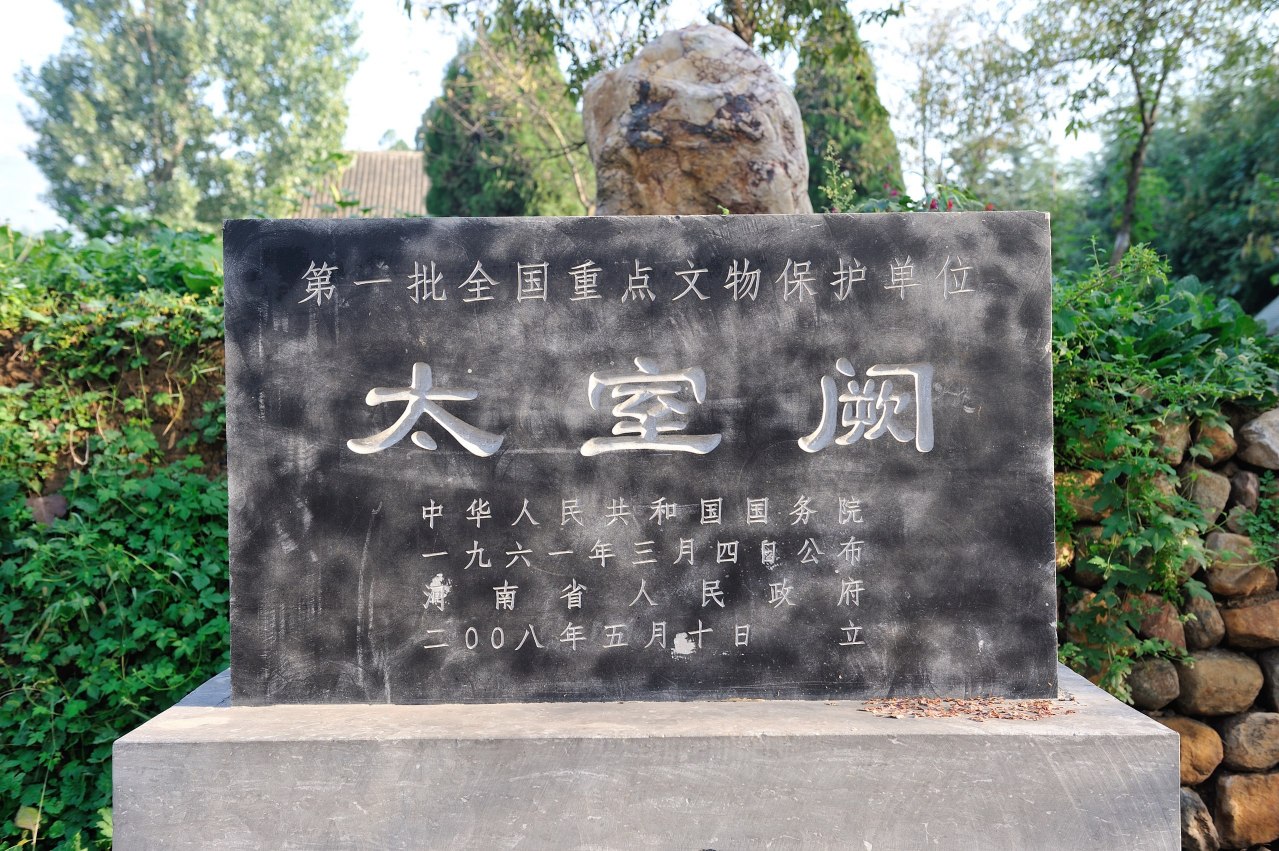 第一批全国重点文物保护单位
太室阙
中华人民共和国国务院
一九六一年三月四日公布
河南省人民政府
二00八年五月十日 立